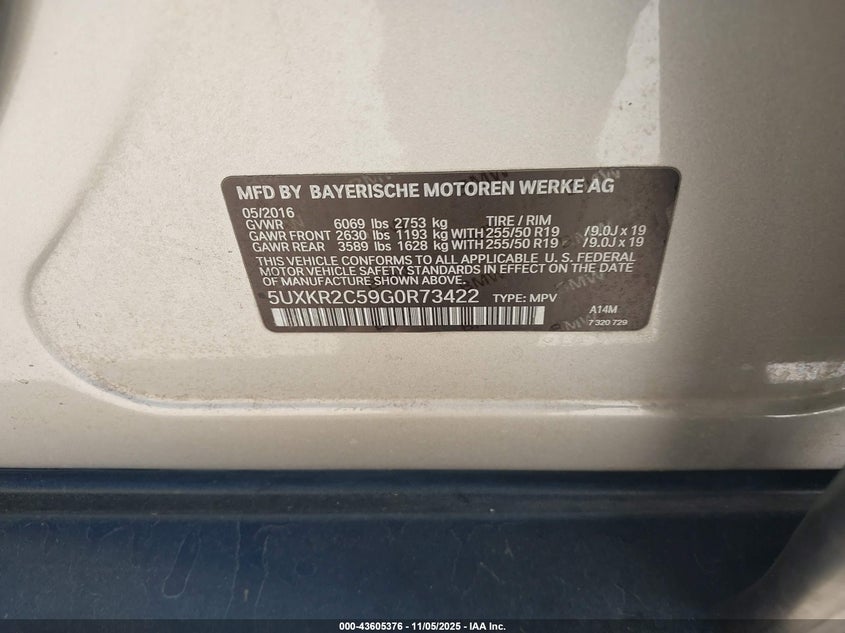 MFD BY BAYERISCHE MOTOREN WERKE AG
05/2016
GVWR 6069 lbs 2753 kg TIRE / RIM
GAWR FRONT 2630 lbs 1193 kg WITH 255/50 R19 /9.0J x 19
GAWR REAR 3589 lbs 1628 kg WITH 255/50 R19 /9.0J x 19
THIS VEHICLE CONFORMS TO ALL APPLICABLE U.S. FEDERAL
MOTOR VEHICLE SAFETY STANDARDS IN EFFECT ON THE DATE
OF MANUFACTURE SHOWN ABOVE.
5UXKR2C59G0R73422 TYPE: MPV
A14M
7 320 729
000-43605376 - 11/05/2025 - IAA Inc.